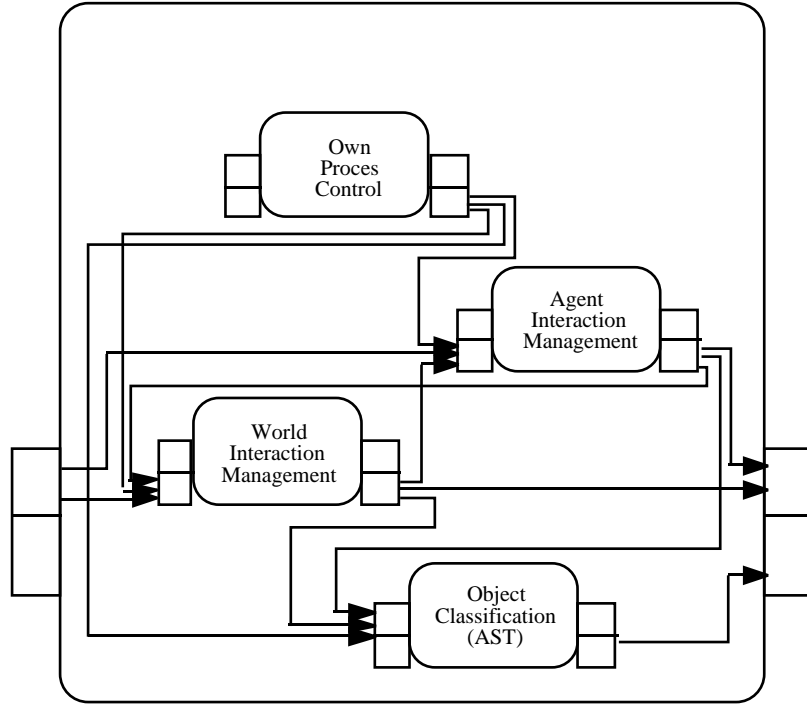 Own
Proces
Control
Agent
Interaction
Management
World
Interaction
Management
Object
Classification
(AST)